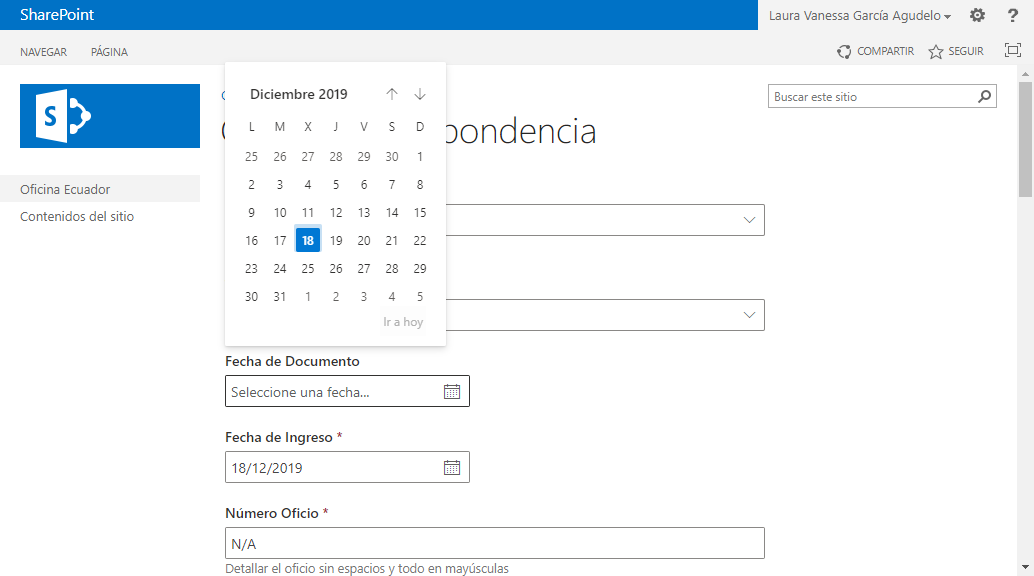 SharePoint
Laura Vanessa García Agudelo
NAVEGAR PÁGINA
COMPARTIR SEGUIR
Buscar este sitio
pondencia
Oficina Ecuador
Contenidos del sitio
Diciembre 2019
L M X J V S D
25 26 27 28 29 30 1
2 3 4 5 6 7 8
9 10 11 12 13 14 15
16 17 18 19 20 21 22
23 24 25 26 27 28 29
30 31 1 2 3 4 5
Ir a hoy
Fecha de Documento
Seleccione una fecha...
Fecha de Ingreso *
18/12/2019
Número Oficio *
N/A
Detallar el oficio sin espacios y todo en mayúsculas